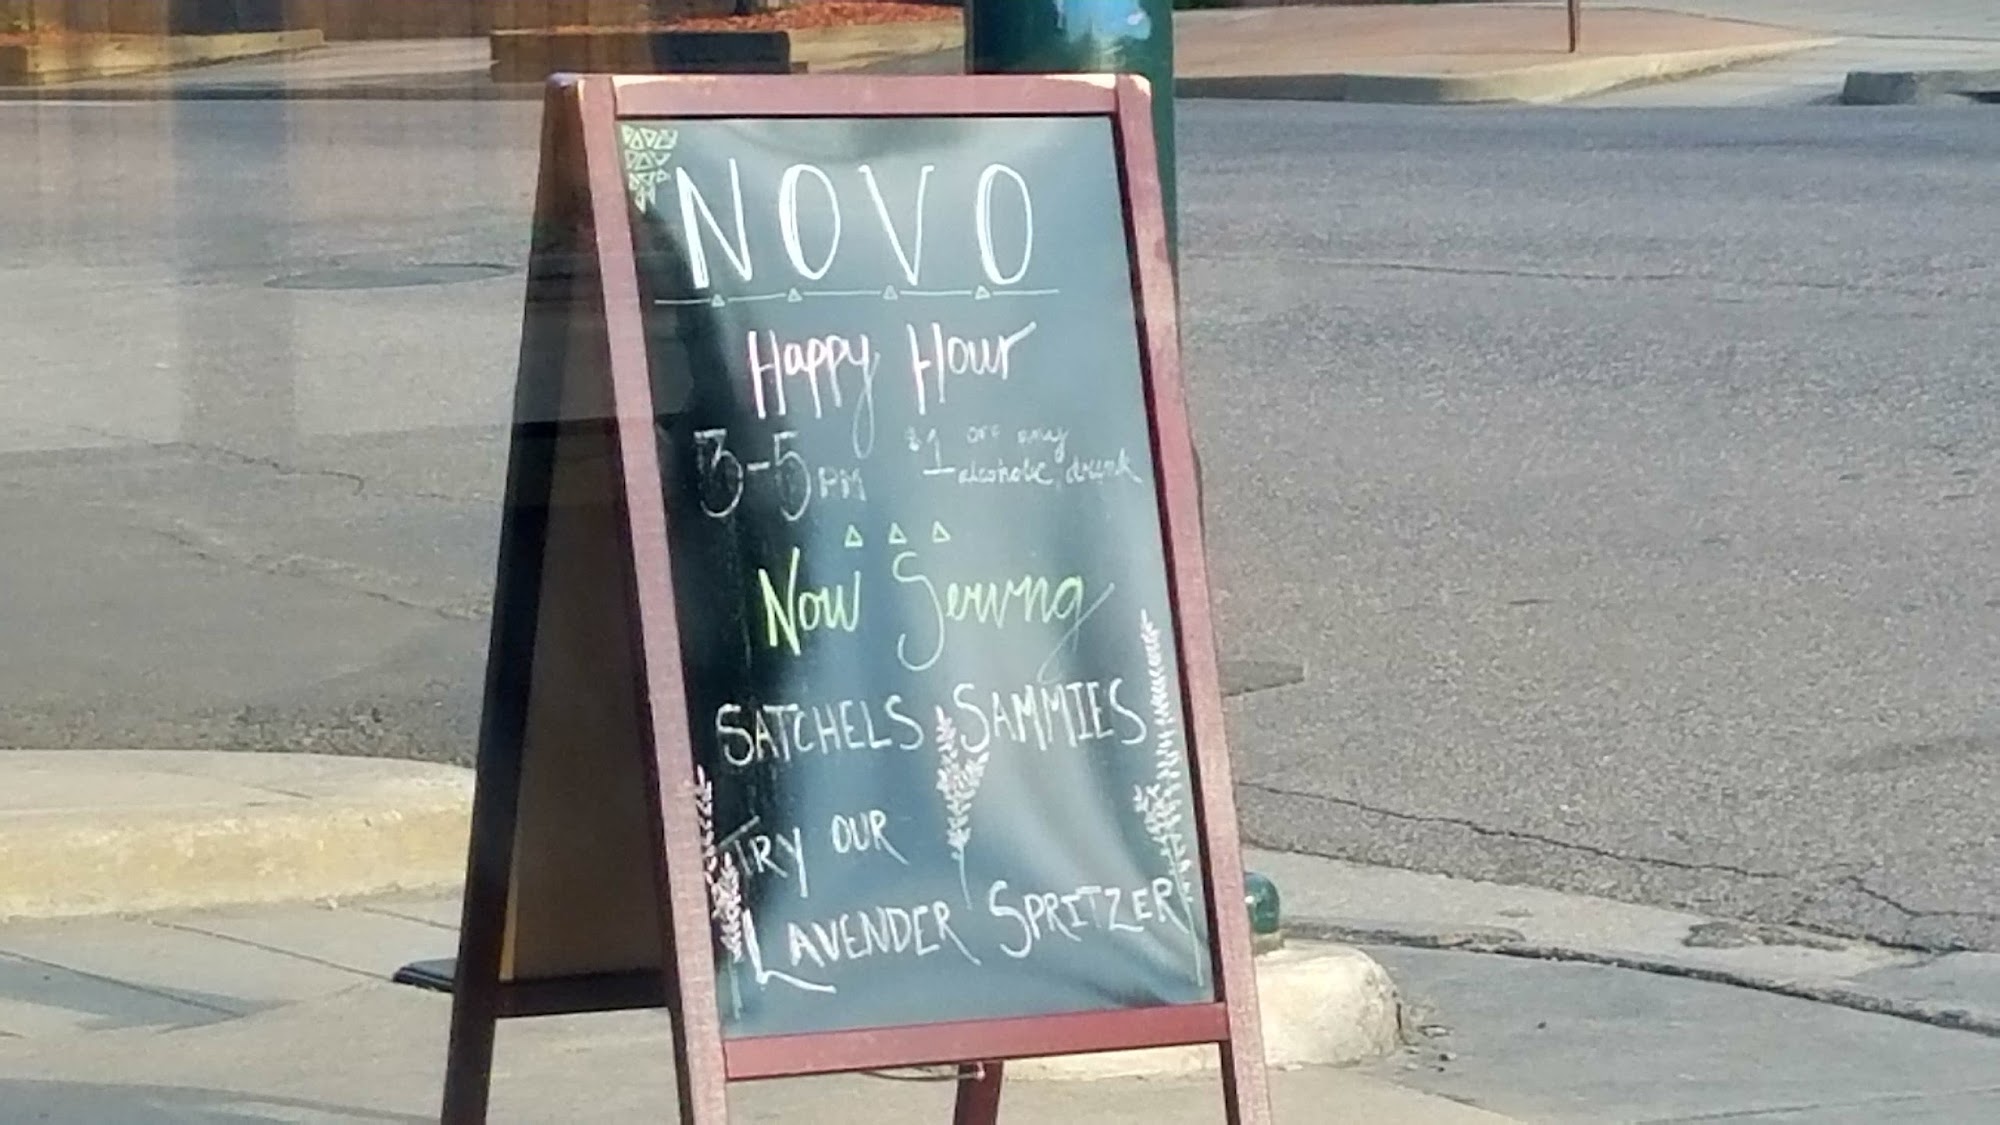 NOVO
Happy Hour
3-5 PM $1 OFF any
alcoholic drink
Now Serving
SATCHELS SAMMIES
TRY OUR
LAVENDER SPRITZER